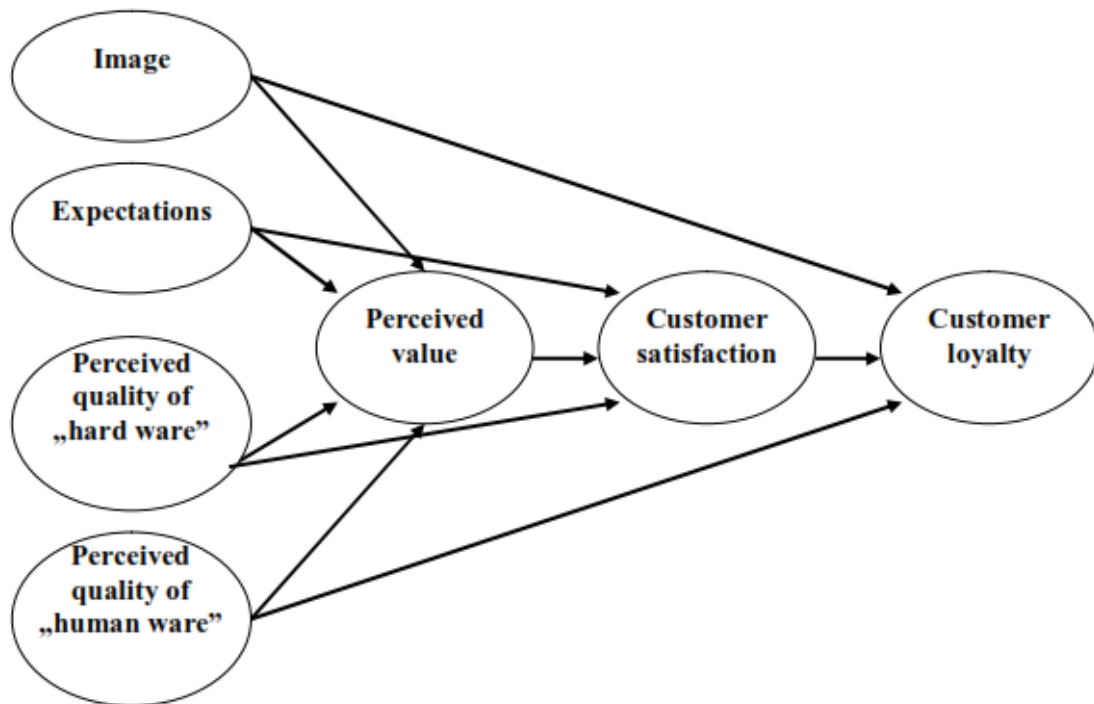 Image
Expectations
Perceived
value
Customer
satisfaction
Customer
loyalty
Perceived
quality of
„hard ware”
Perceived
quality of
„human ware”